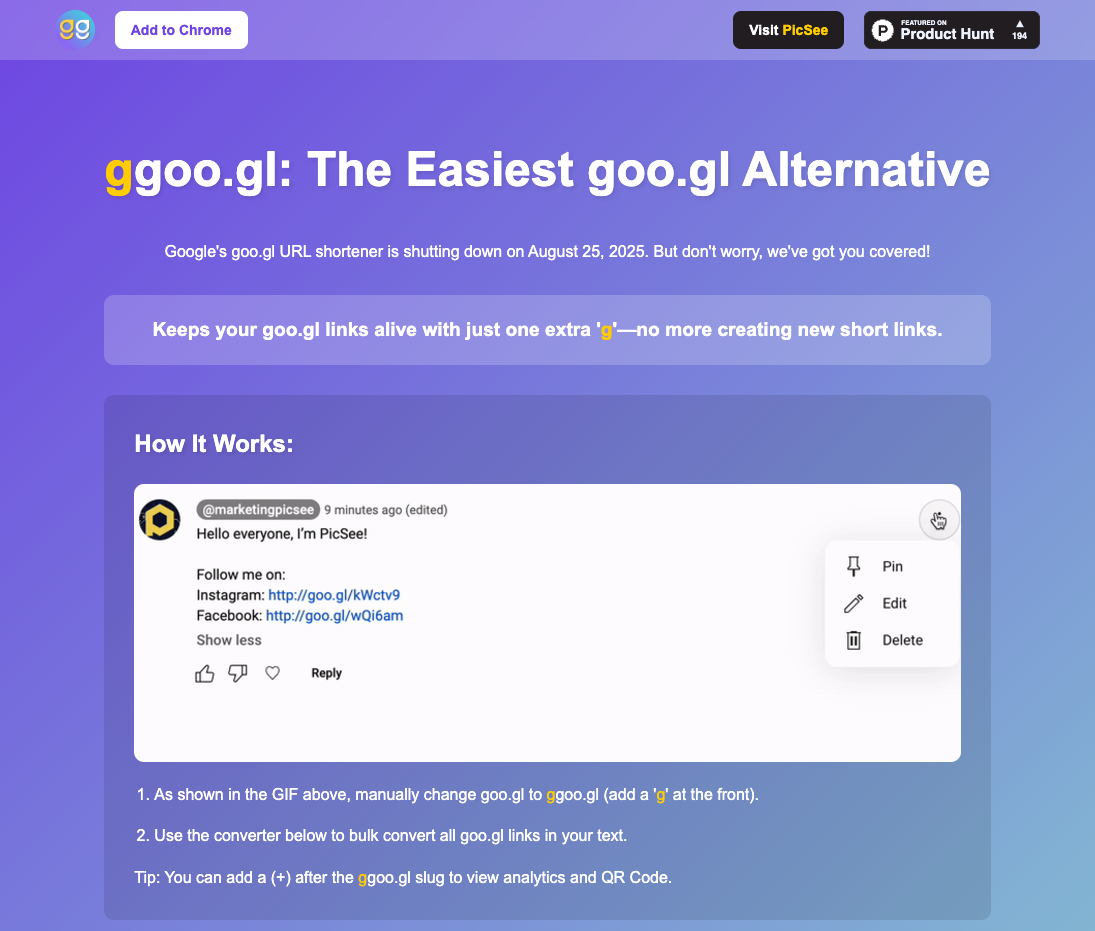 gg
Add to Chrome
Visit PicSee
P
FEATURED ON
Product Hunt
▲
194
ggoo.gl: The Easiest goo.gl Alternative
Google's goo.gl URL shortener is shutting down on August 25, 2025. But don't worry, we've got you covered!
Keeps your goo.gl links alive with just one extra 'g'—no more creating new short links.
How It Works:
@marketingpicsee 9 minutes ago (edited)
Hello everyone, I'm PicSee!
Follow me on:
Instagram: http://goo.gl/kWctv9
Facebook: http://goo.gl/wQi6am
Show less
Reply
Pin
Edit
Delete
1. As shown in the GIF above, manually change goo.gl to ggoo.gl (add a 'g' at the front).
2. Use the converter below to bulk convert all goo.gl links in your text.
Tip: You can add a (+) after the ggoo.gl slug to view analytics and QR Code.